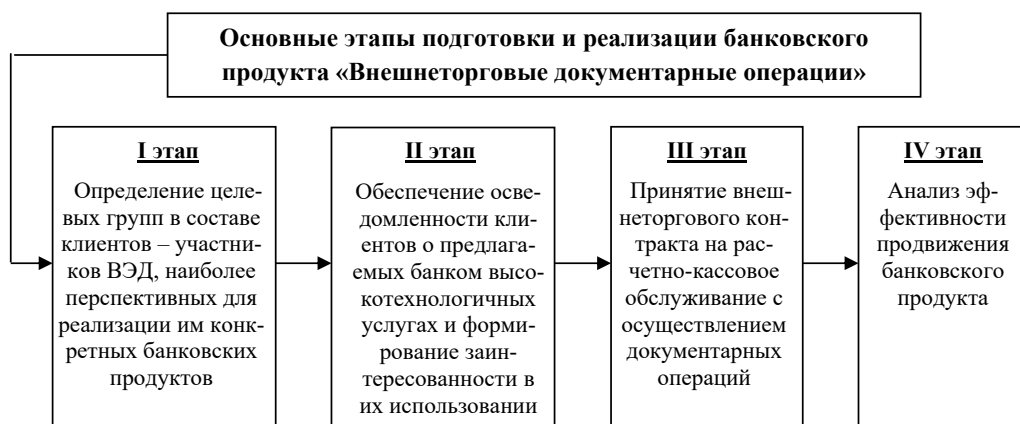 Основные этапы подготовки и реализации банковского
продукта «Внешнеторговые документарные операции»
I этап
Определение целе-
вых групп в составе
клиентов – участни-
ков ВЭД, наиболее
перспективных для
реализации им конк-
ретных банковских
продуктов
II этап
Обеспечение осве-
домленности кли-
ентов о предлага-
емых банком высо-
котехнологичных
услугах и форми-
рование заин-
тересованности в
их использовании
III этап
Принятие внеш-
неторгового кон-
тракта на рас-
четно-кассовое
обслуживание с
осуществлением
документарных
операций
IV этап
Анализ эф-
фективности
продвижения
банковского
продукта